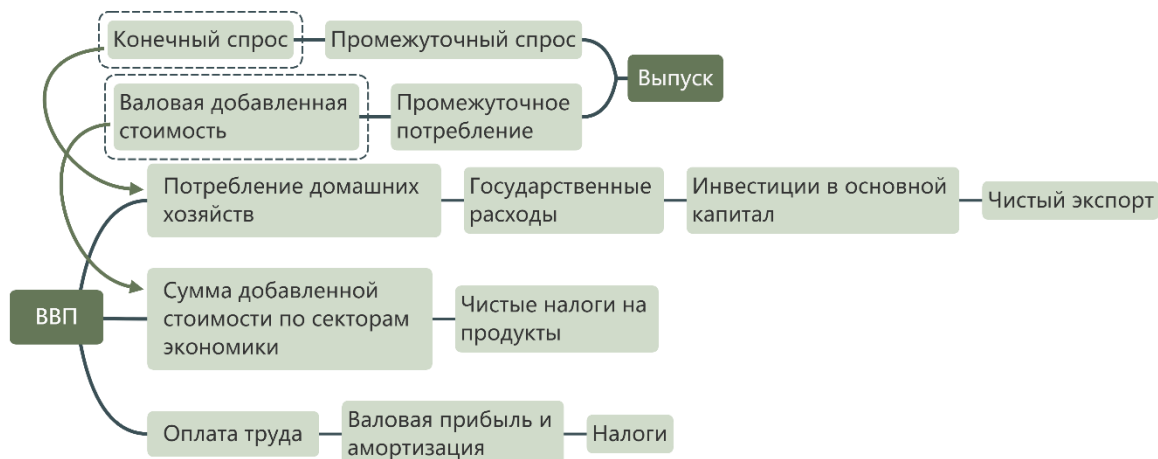 Конечный спрос
Промежуточный спрос
Выпуск
Валовая добавленная
стоимость
Промежуточное
потребление
Потребление домашних
хозяйств
Государственные
расходы
Инвестиции в основной
капитал
Чистый экспорт
ВВП
Сумма добавленной
стоимости по секторам
экономики
Чистые налоги на
продукты
Оплата труда
Валовая прибыль и
амортизация
Налоги